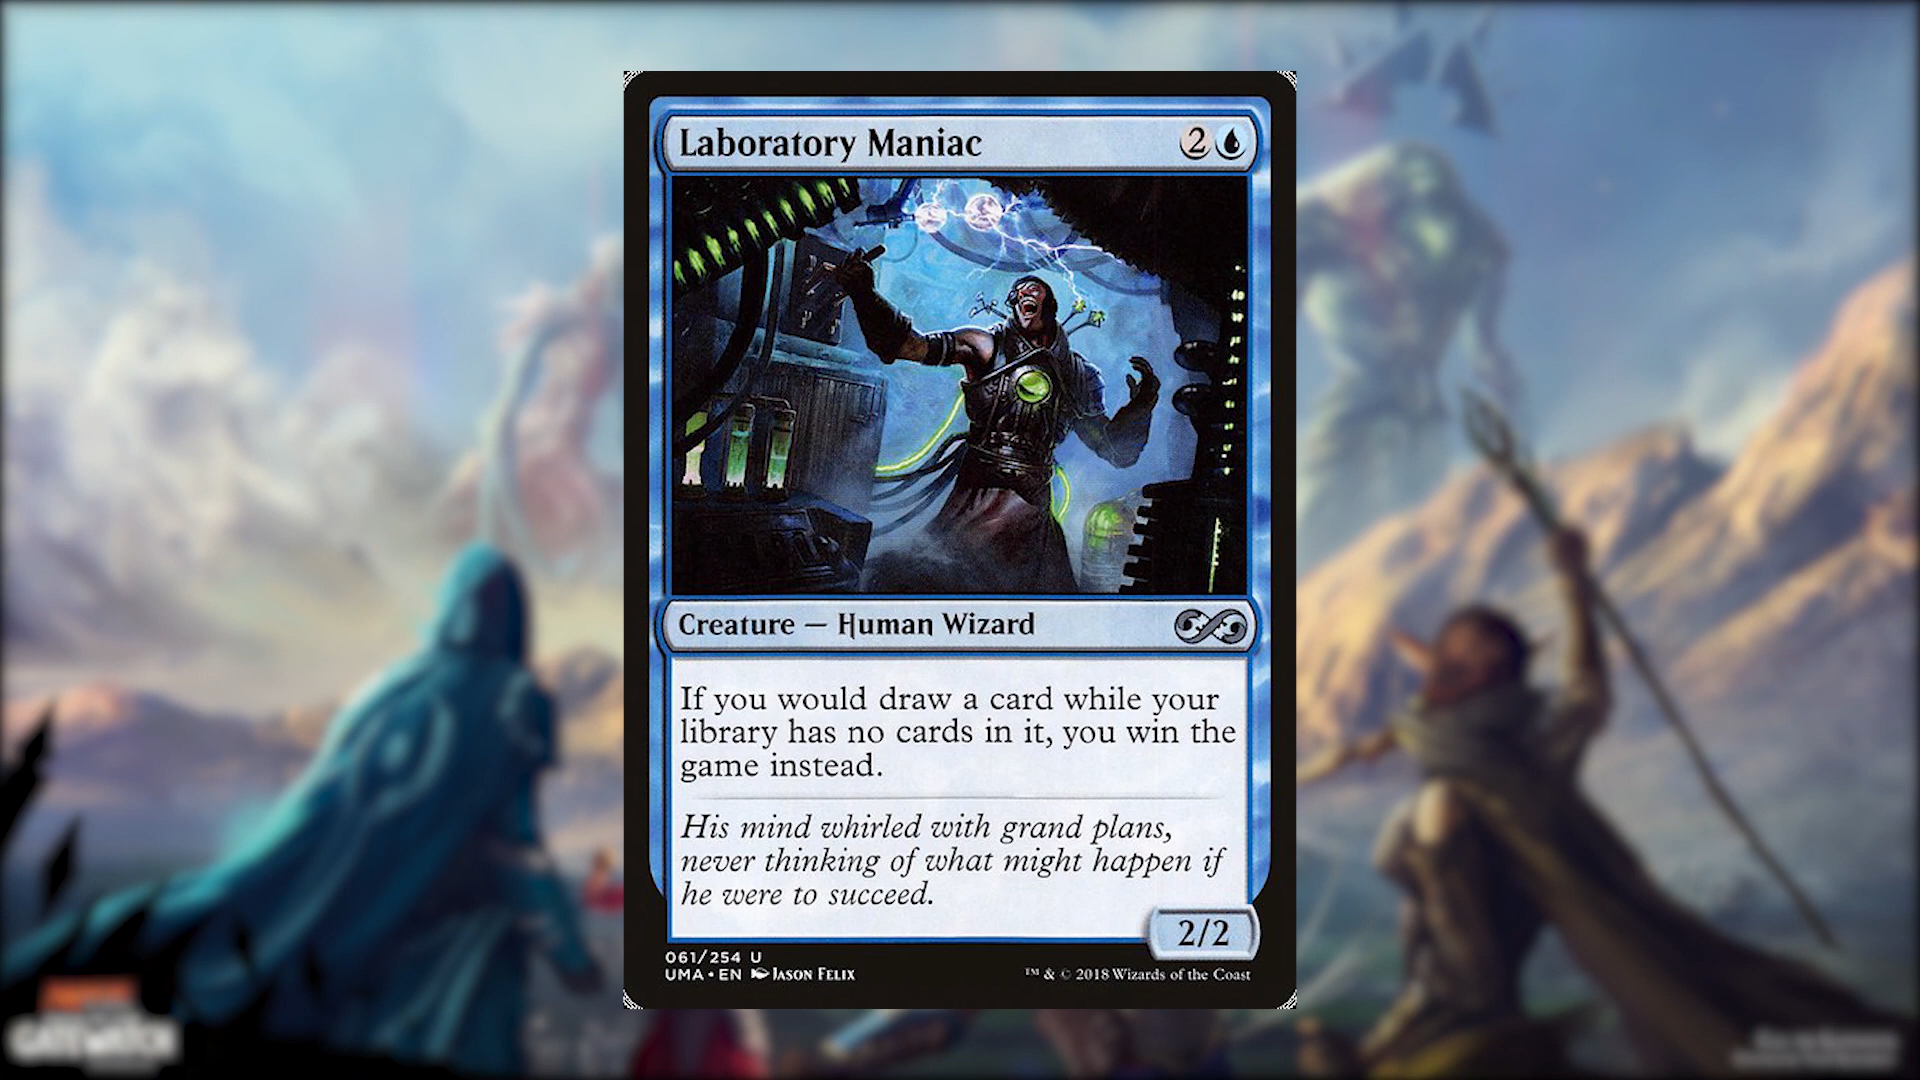 Laboratory Maniac 2
Creature — Human Wizard
If you would draw a card while your
library has no cards in it, you win the
game instead.
His mind whirled with grand plans,
never thinking of what might happen if
he were to succeed.
2/2
061/254 U
UMA • EN Jason Felix
™ & © 2018 Wizards of the Coast
GATEWATCH